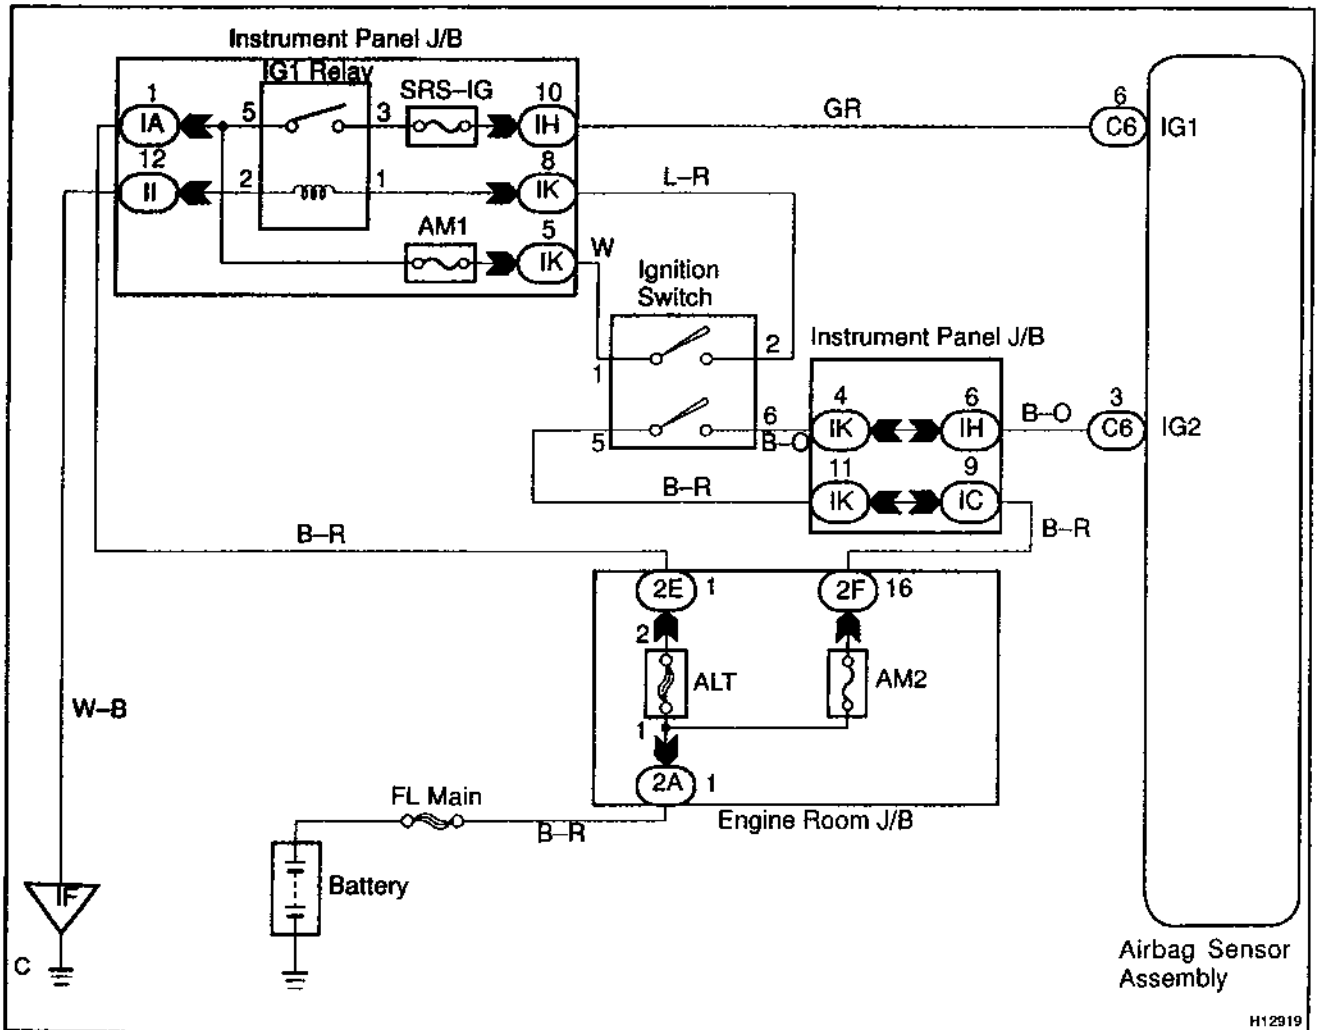 Instrument Panel J/B
IG1 Relay
SRS-IG
1
IA
5
3
10
IH
GR
6
C6
IG1
12
II
2
1
8
IK
L-R
AM1
5
IK
W
Ignition
Switch
1
2
5
6
B-O
Instrument Panel J/B
4
IK
6
IH
B-O
3
C6
IG2
11
IK
9
IC
B-R
B-R
B-R
2E
1
2F
16
2
ALT
AM2
1
2A
1
Engine Room J/B
W-B
FL Main
B-R
Battery
IF
C
Airbag Sensor
Assembly
H12919